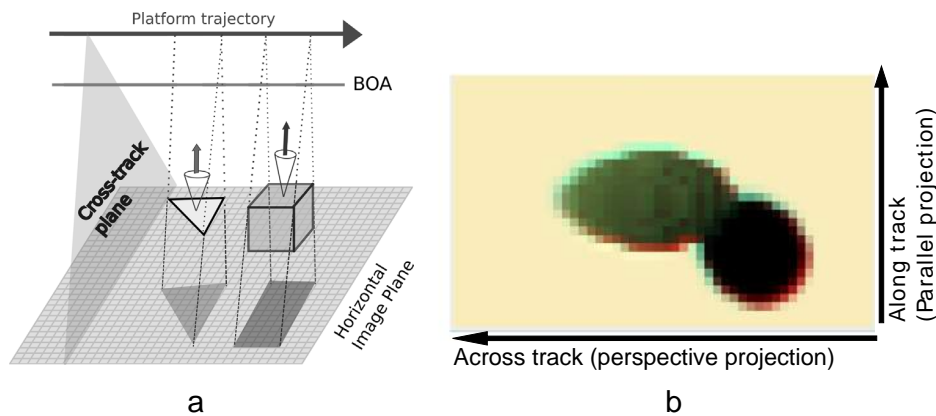 Platform trajectory
BOA
Cross-track
plane
Horizontal
Image Plane
a
Along track
(Parallel projection)
Across track (perspective projection)
b